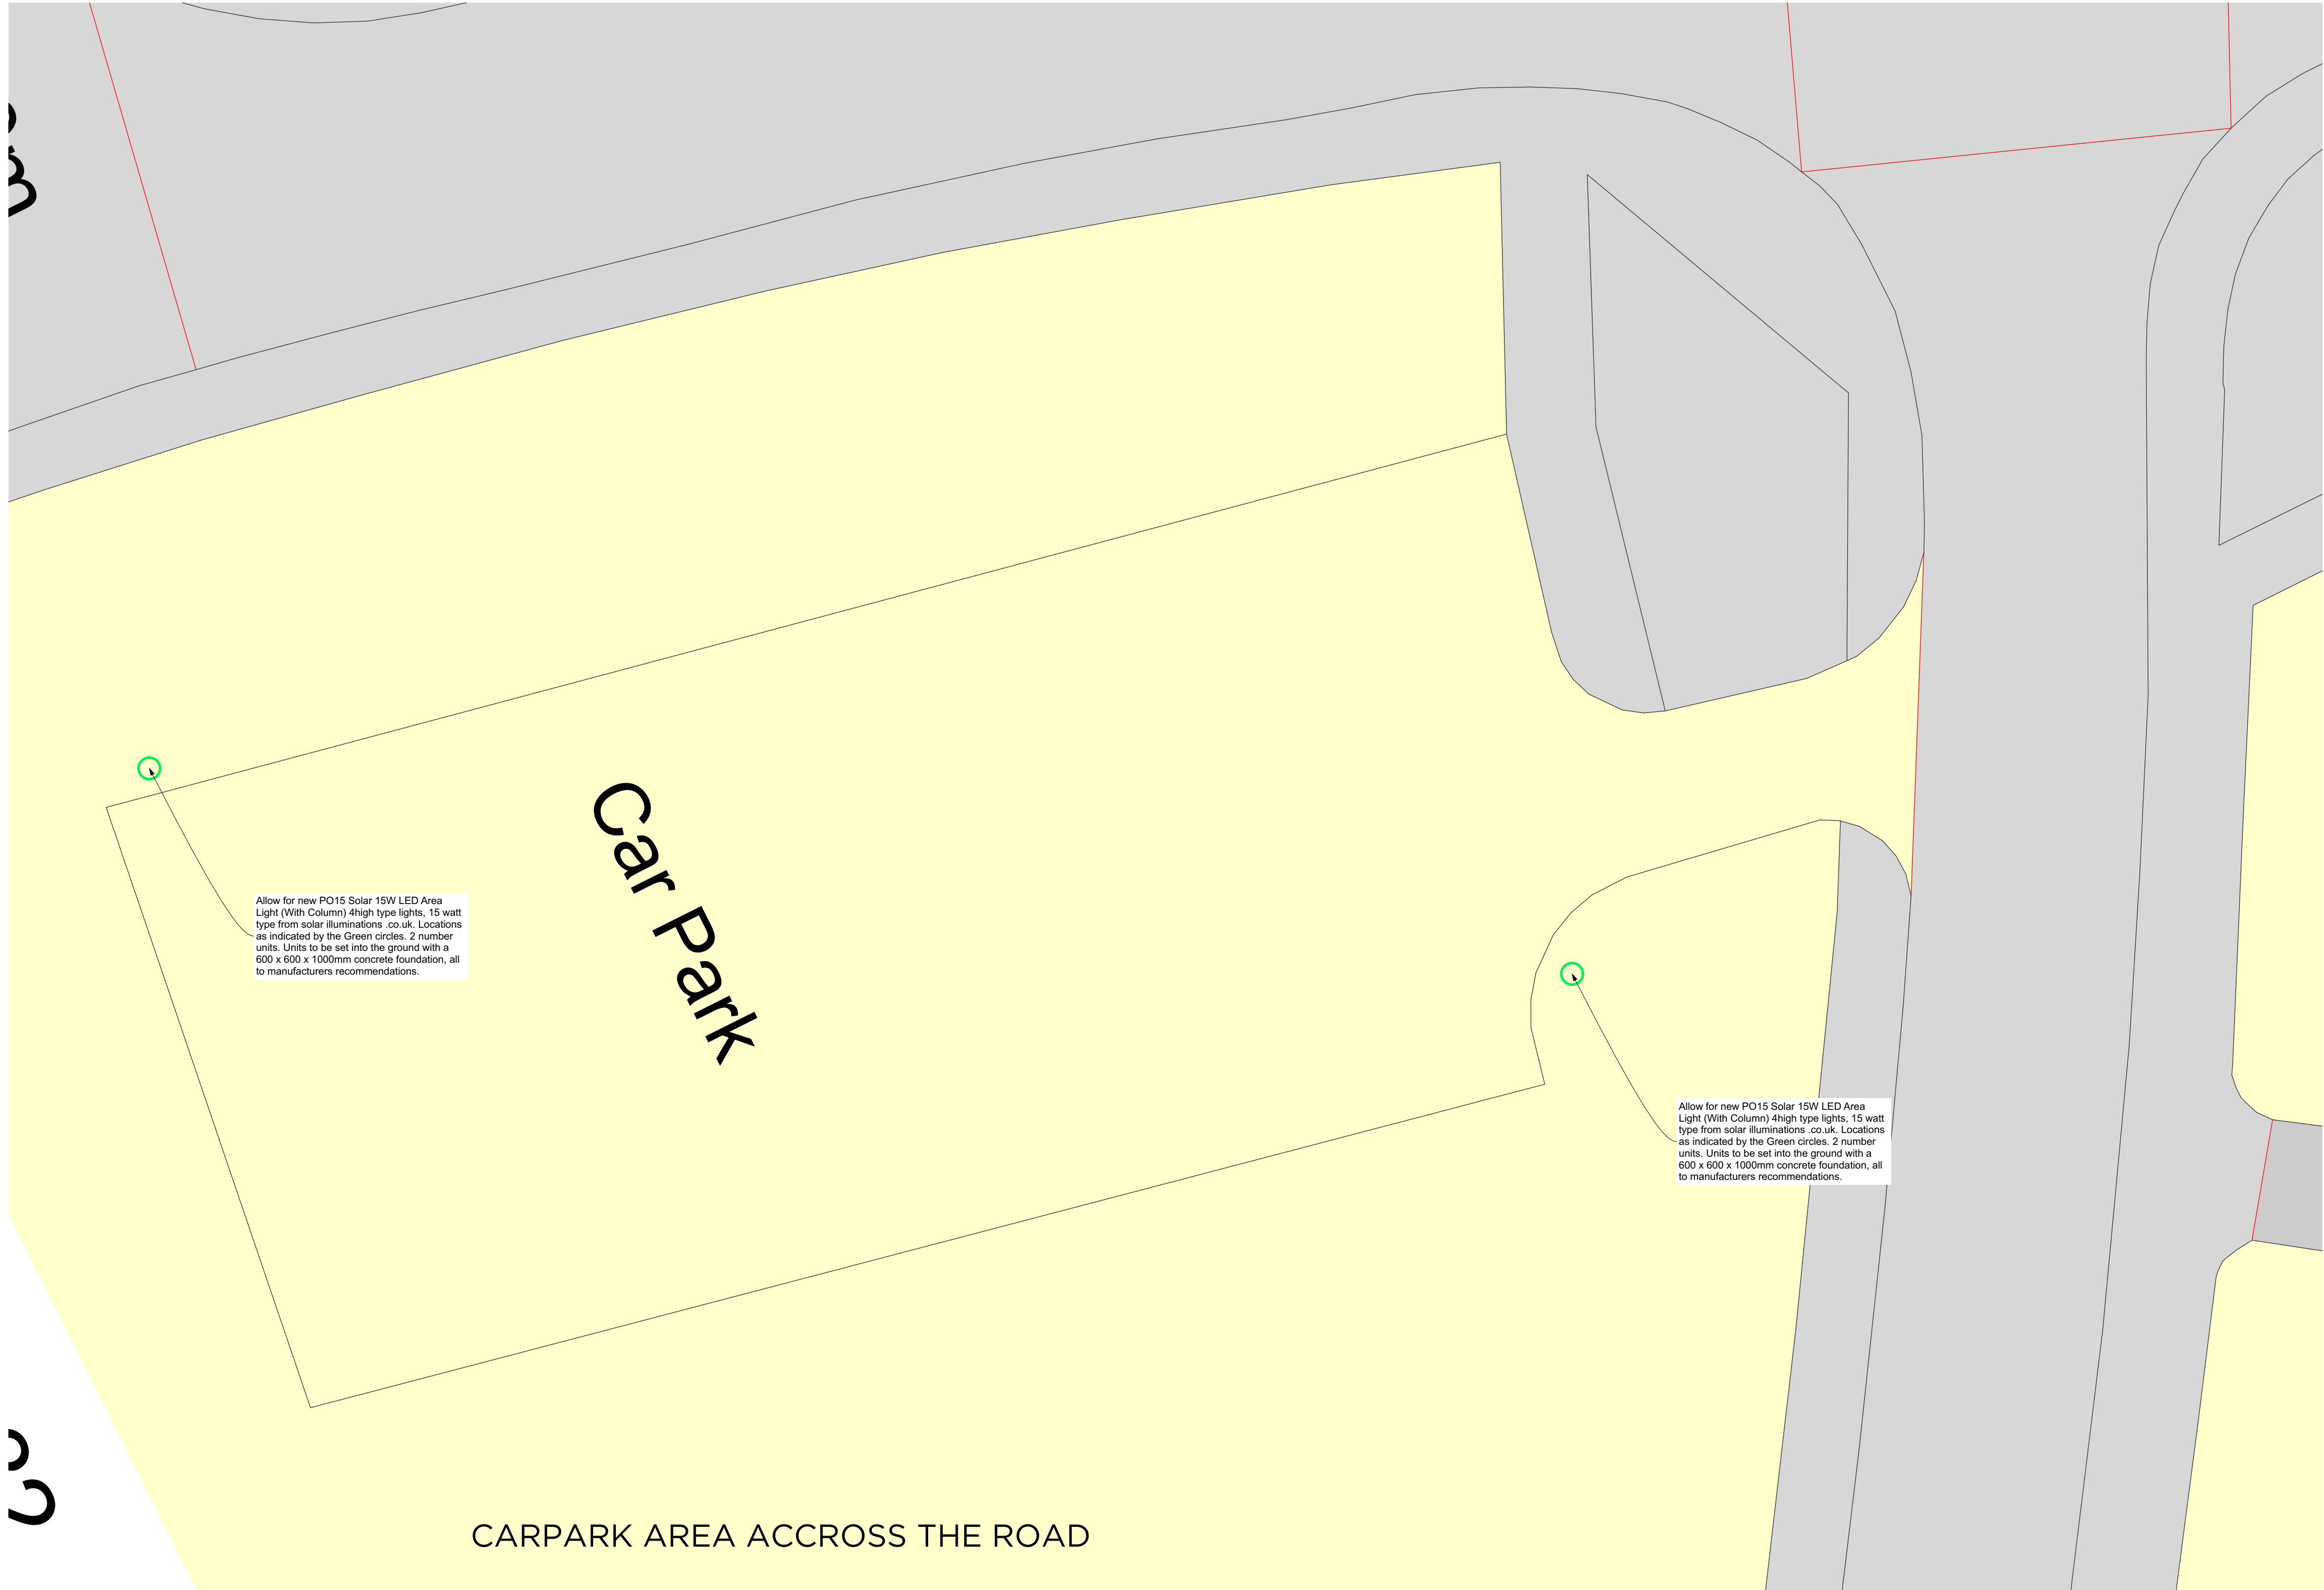 Car Park
Allow for new PO15 Solar 15W LED Area
Light (With Column) 4high type lights, 15 watt
type from solar illuminations .co.uk. Locations
as indicated by the Green circles. 2 number
units. Units to be set into the ground with a
600 x 600 x 1000mm concrete foundation, all
to manufacturers recommendations.
Allow for new PO15 Solar 15W LED Area
Light (With Column) 4high type lights, 15 watt
type from solar illuminations .co.uk. Locations
as indicated by the Green circles. 2 number
units. Units to be set into the ground with a
600 x 600 x 1000mm concrete foundation, all
to manufacturers recommendations.
CARPARK AREA ACCROSS THE ROAD